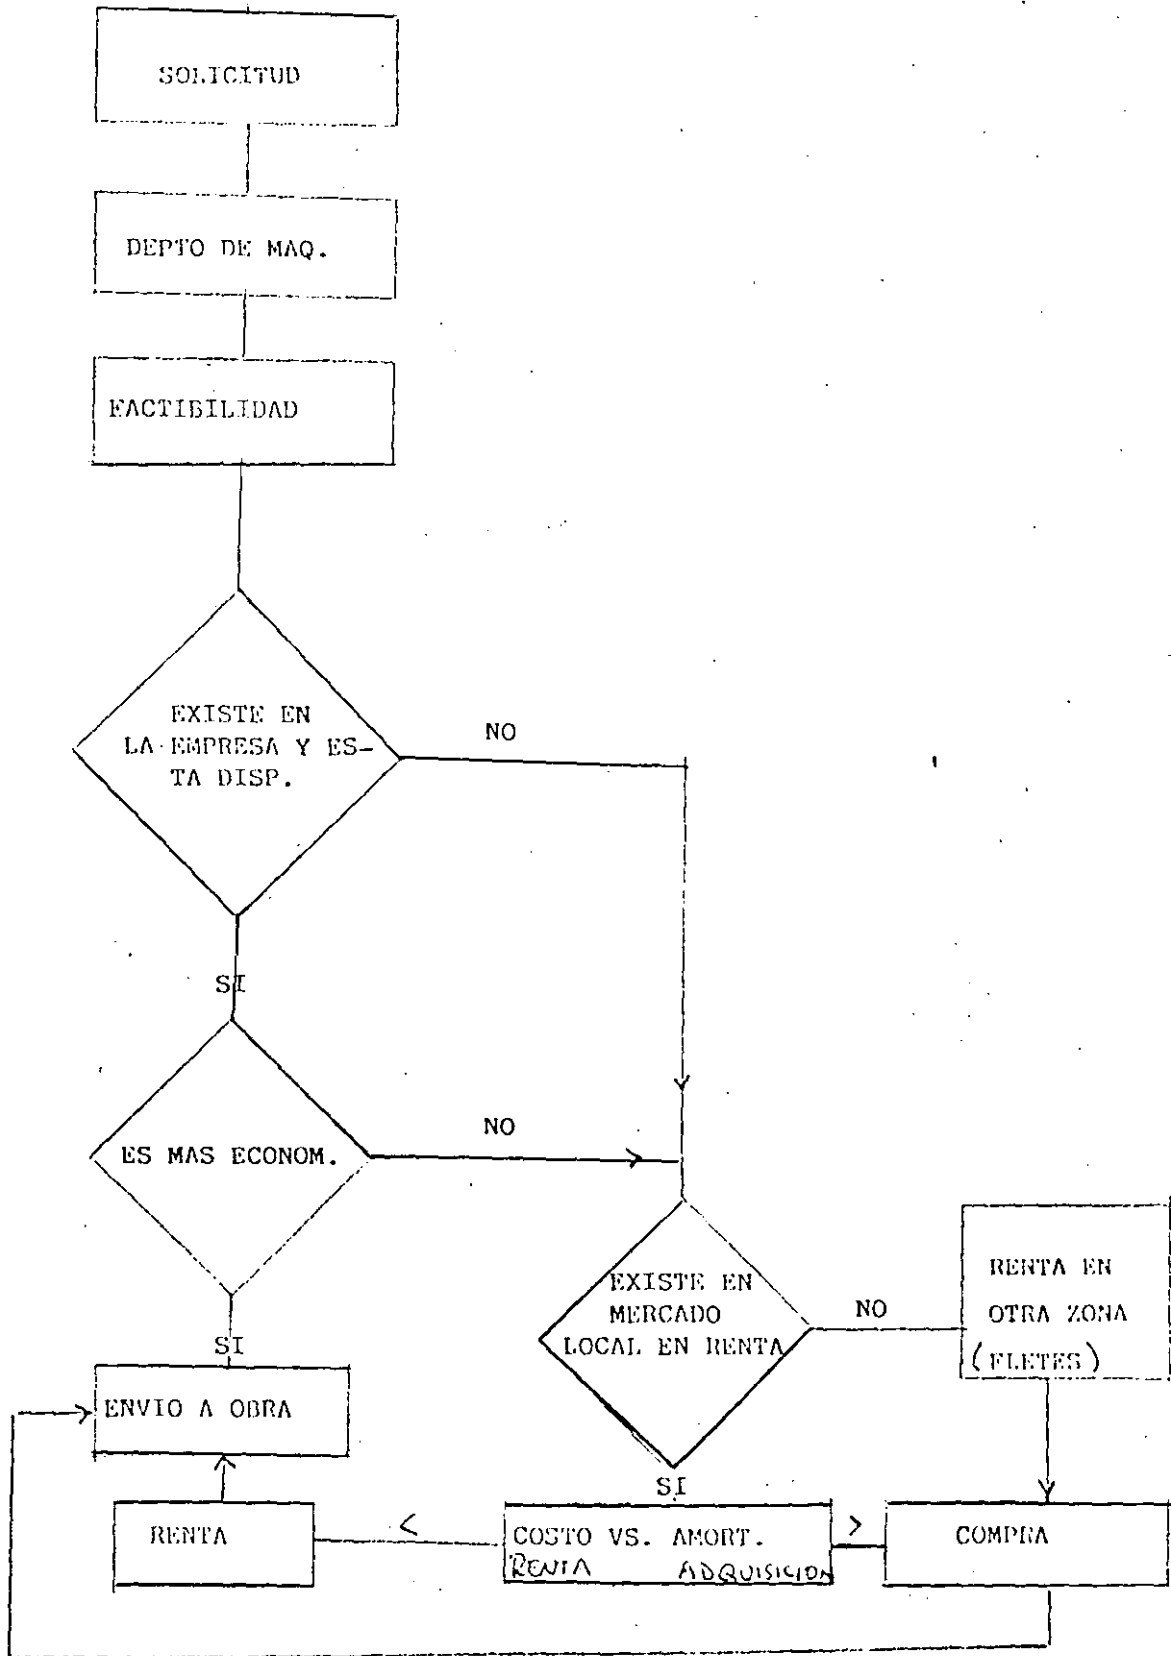 SOLICITUD
DEPTO DE MAQ.
FACTIBILIDAD
EXISTE EN
LA EMPRESA Y ES-
TA DISP.
NO
SI
ES MAS ECONOM.
NO
SI
EXISTE EN
MERCADO
LOCAL EN RENTA
NO
RENTA EN
OTRA ZONA
(FLETES)
ENVIO A OBRA
SI
RENTA
<
COSTO VS. AMORT.
RENTA ADQUISICION
>
COMPRA